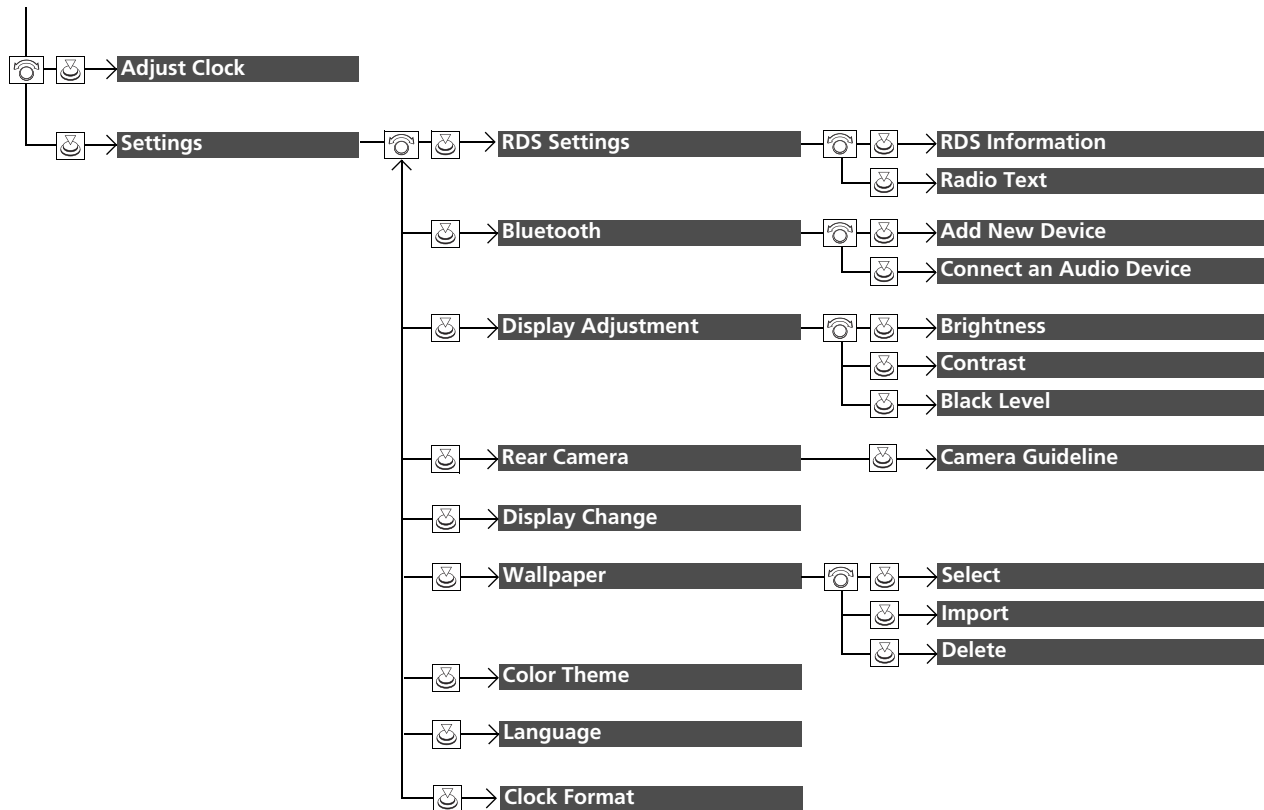 Adjust Clock
Settings
RDS Settings
RDS Information
Radio Text
Bluetooth
Add New Device
Connect an Audio Device
Display Adjustment
Brightness
Contrast
Black Level
Rear Camera
Camera Guideline
Display Change
Wallpaper
Select
Import
Delete
Color Theme
Language
Clock Format